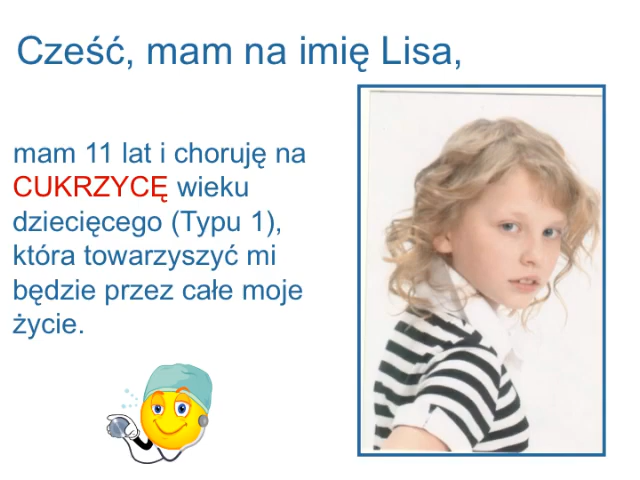 Cześć, mam na imię Lisa,
mam 11 lat i choruję na
CUKRZYCĘ wieku
dziecięcego (Typu 1),
która towarzyszyć mi
będzie przez całe moje
życie.